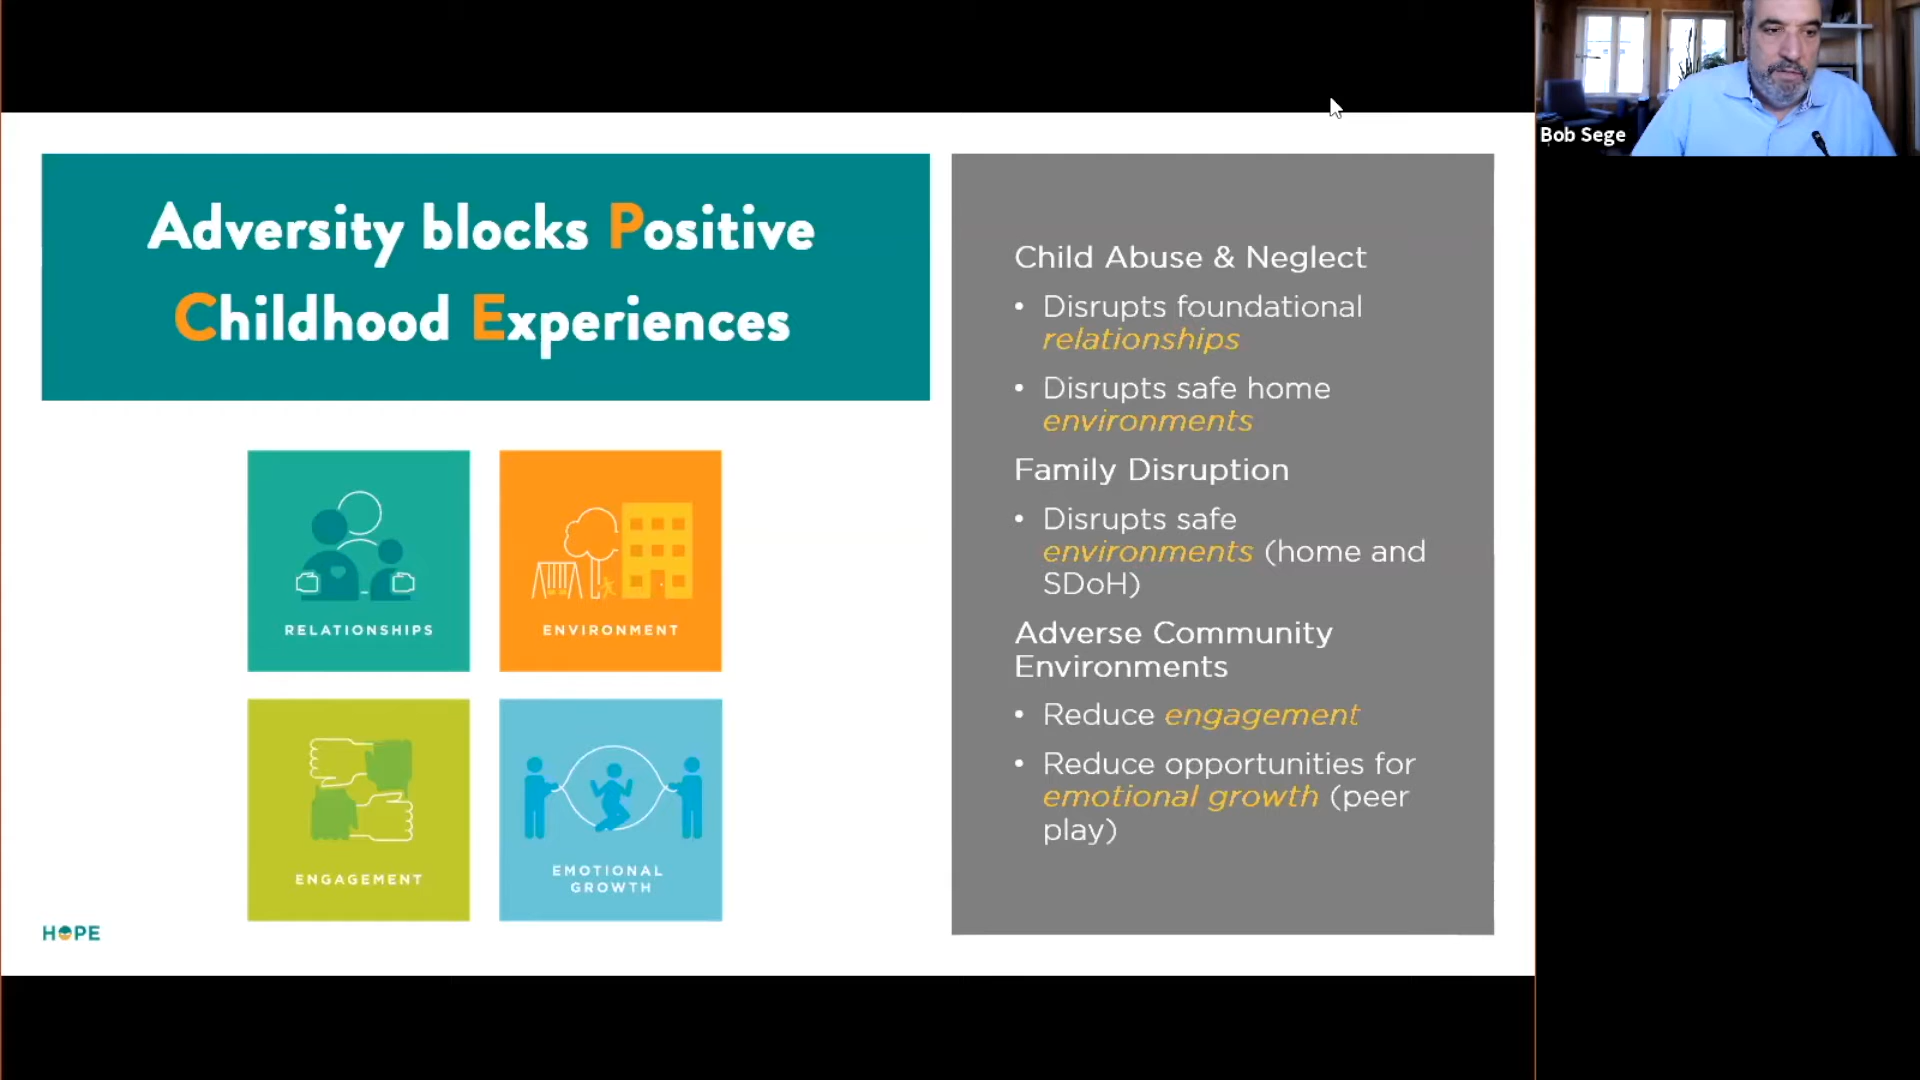 Adversity blocks Positive
Childhood Experiences
RELATIONSHIPS
ENVIRONMENT
ENGAGEMENT
EMOTIONAL
GROWTH
HOPE
Child Abuse & Neglect
• Disrupts foundational
relationships
• Disrupts safe home
environments
Family Disruption
• Disrupts safe
environments (home and
SDoH)
Adverse Community
Environments
• Reduce engagement
• Reduce opportunities for
emotional growth (peer
play)
Bob Sege